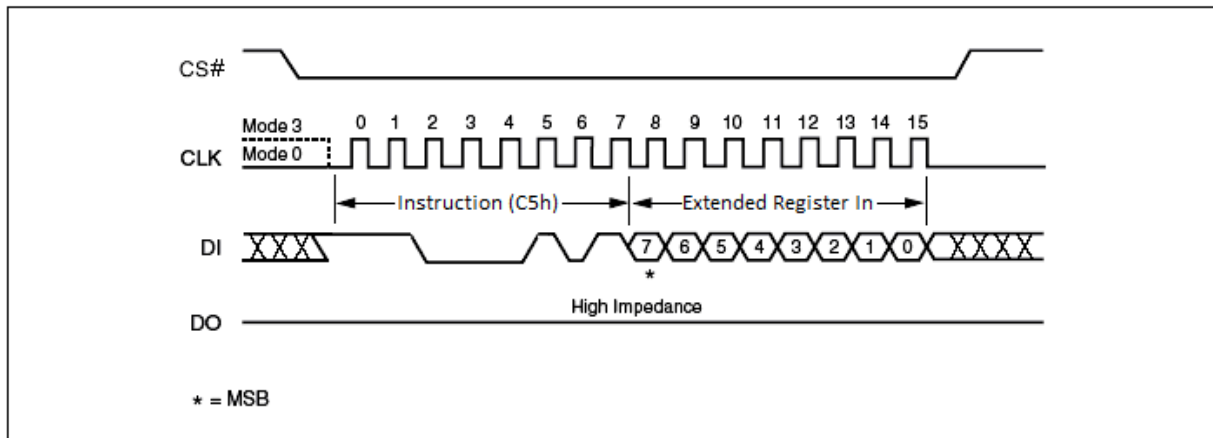 CS#
Mode 3
0 1 2 3 4 5 6 7 8 9 10 11 12 13 14 15
CLK
Mode 0
Instruction (C5h)
Extended Register In
DI
7 6 5 4 3 2 1 0
*
High Impedance
DO
* = MSB